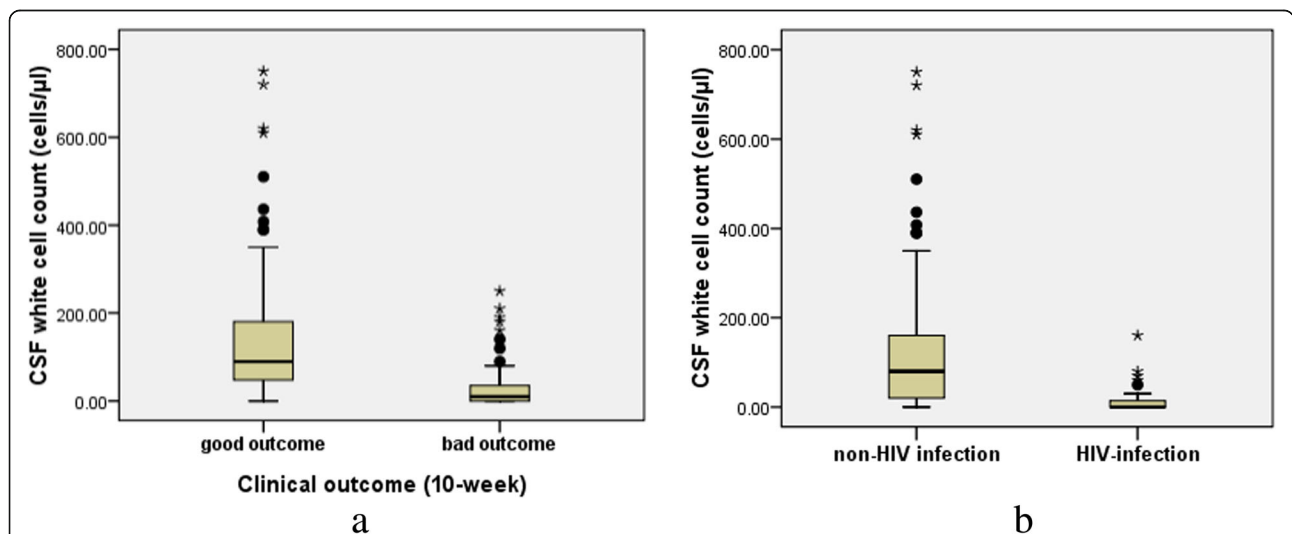 CSF white cell count (cells/µl)
800.00
600.00
400.00
200.00
0.00
good outcome
bad outcome
Clinical outcome (10-week)
a
CSF white cell count (cells/µl)
800.00
600.00
400.00
200.00
0.00
non-HIV infection
HIV-infection
b